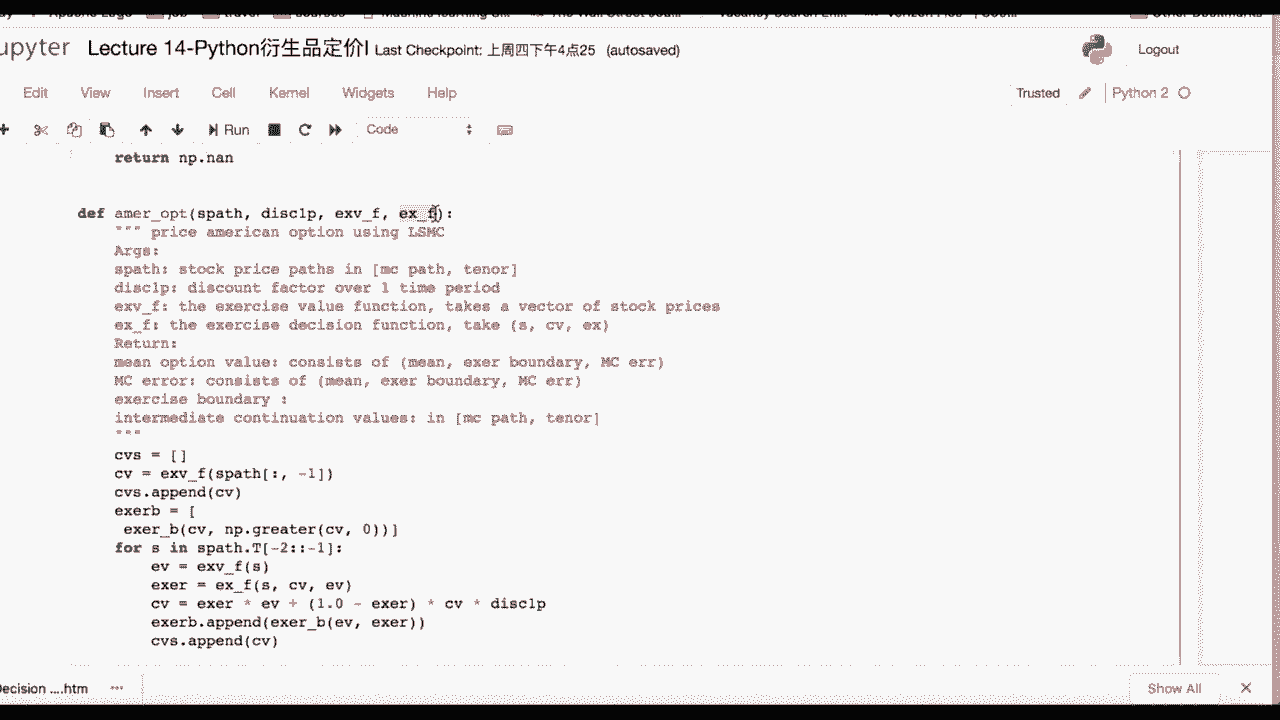 upyter Lecture 14-Python衍生品定价I Last Checkpoint: 上周四下午4点25 (autosaved) Logout
Edit View Insert Cell Kernel Widgets Help Trusted Python 2
Run Code
return np.nan
def amer_opt(spath, disc1p, exv_f, ex_f):
""" price american option using LSMC
Args:
spath: stock price paths in [mc path, tenor]
disc1p: discount factor over 1 time period
exv_f: the exercise value function, takes a vector of stock prices
ex_f: the exercise decision function, take (s, cv, ex)
Return:
mean option value: consists of (mean, exer boundary, MC err)
MC error: consists of (mean, exer boundary, MC err)
exercise boundary :
intermediate continuation values: in [mc path, tenor]
"""
cvs = []
cv = exv_f(spath[:, -1])
cvs.append(cv)
exerb = [
exer_b(cv, np.greater(cv, 0))]
for s in spath.T[-2::-1]:
ev = exv_f(s)
exer = ex_f(s, cv, ev)
cv = exer * ev + (1.0 - exer) * cv * disc1p
exerb.append(exer_b(ev, exer))
cvs.append(cv)
Decision ....htm Show All